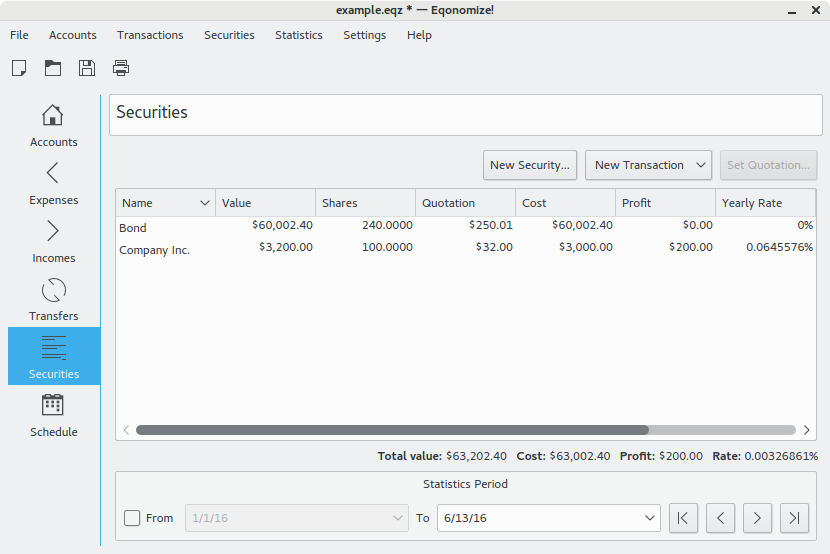 example.eqz * — Eqonomize!
File Accounts Transactions Securities Statistics Settings Help
Accounts
Expenses
Incomes
Transfers
Securities
Schedule
Securities
New Security... New Transaction Set Quotation...
Name Value Shares Quotation Cost Profit Yearly Rate
Bond $60,002.40 240.0000 $250.01 $60,002.40 $0.00 0%
Company Inc. $3,200.00 100.0000 $32.00 $3,000.00 $200.00 0.0645576%
Total value: $63,202.40 Cost: $63,002.40 Profit: $200.00 Rate: 0.00326861%
Statistics Period
From 1/1/16 To 6/13/16